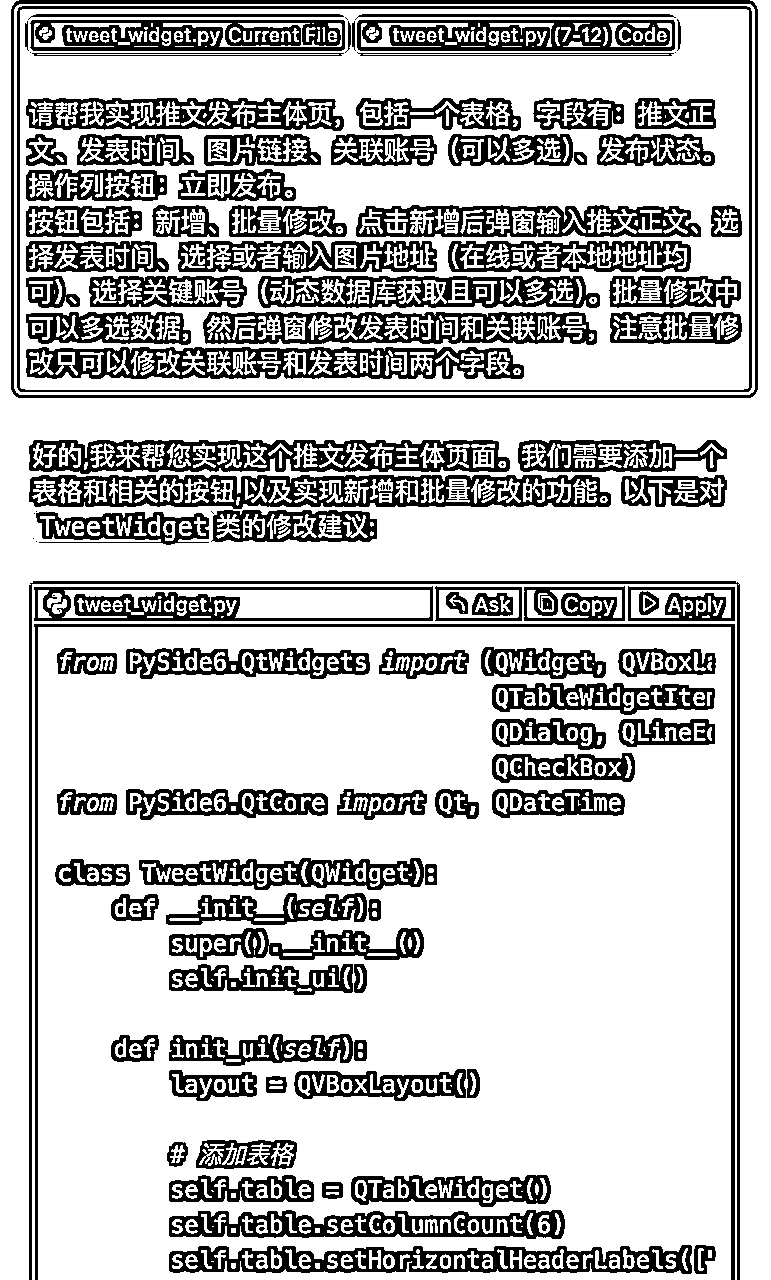 tweet_widget.py Current File tweet_widget.py (7-12) Code
请帮我实现推文发布主体页，包括一个表格，字段有：推文正
文、发表时间、图片链接、关联账号（可以多选）、发布状态。
操作列按钮：立即发布。
按钮包括：新增、批量修改。点击新增后弹窗输入推文正文、选
择发表时间、选择或者输入图片地址（在线或者本地地址均
可）、选择关键账号（动态数据库获取且可以多选）。批量修改中
可以多选数据，然后弹窗修改发表时间和关联账号，注意批量修
改只可以修改关联账号和发表时间两个字段。
好的,我来帮您实现这个推文发布主体页面。我们需要添加一个
表格和相关的按钮,以及实现新增和批量修改的功能。以下是对
TweetWidget 类的修改建议:
tweet_widget.py Ask Copy Apply
from PySide6.QtWidgets import (QWidget, QVBoxLa
QTableWidgetIter
QDialog, QLineEd
QCheckBox)
from PySide6.QtCore import Qt, QDateTime
class TweetWidget(QWidget):
def __init__(self):
super().__init__()
self.init_ui()
def init_ui(self):
layout = QVBoxLayout()
# 添加表格
self.table = QTableWidget()
self.table.setColumnCount(6)
self.table.setHorizontalHeaderLabels(["